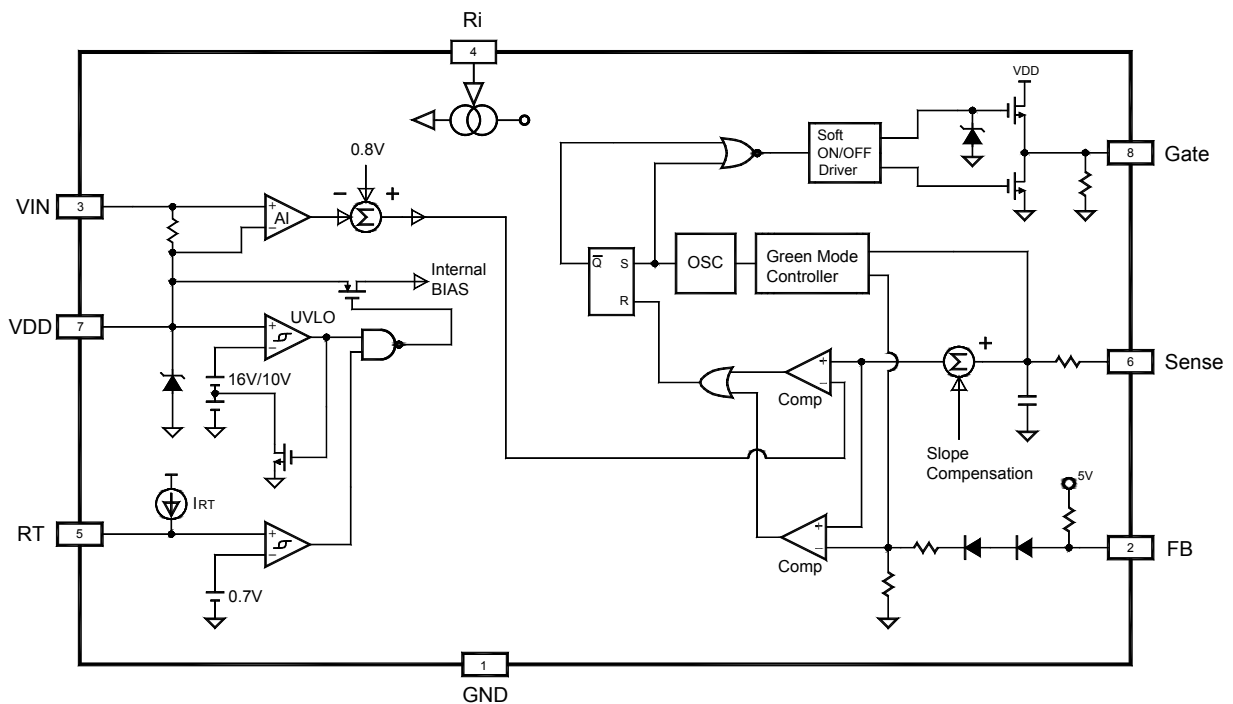 Ri
4
VDD
0.8V
Soft
ON/OFF
Driver
8
Gate
VIN
3
+
−
AI
−
Σ
+
Q̅
S
R
OSC
Green Mode
Controller
Internal
BIAS
VDD
7
UVLO
+
−
16V/10V
+
−
Comp
Σ
+
6
Sense
Slope
Compensation
5V
IRT
RT
5
+
−
0.7V
+
−
Comp
2
FB
1
GND